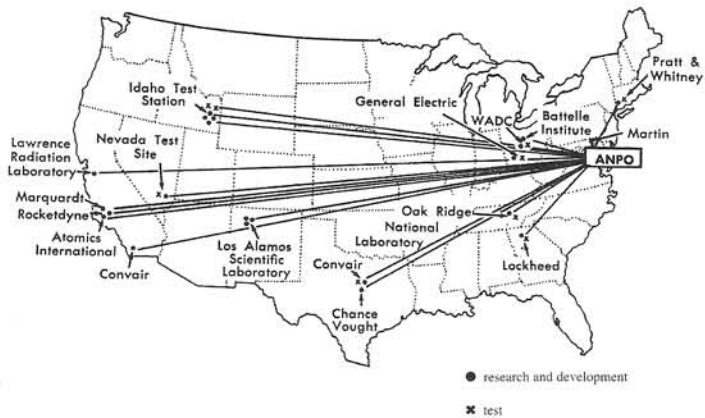 Pratt &
Whitney
Idaho Test
Station
General Electric
WADC
Battelle
Institute
Martin
Lawrence
Radiation
Laboratory
Nevada Test
Site
ANPO
Marquardt
Rocketdyne
Oak Ridge
National
Laboratory
Atomics
International
Los Alamos
Scientific
Laboratory
Convair
Convair
Lockheed
Chance
Vought
research and development
test